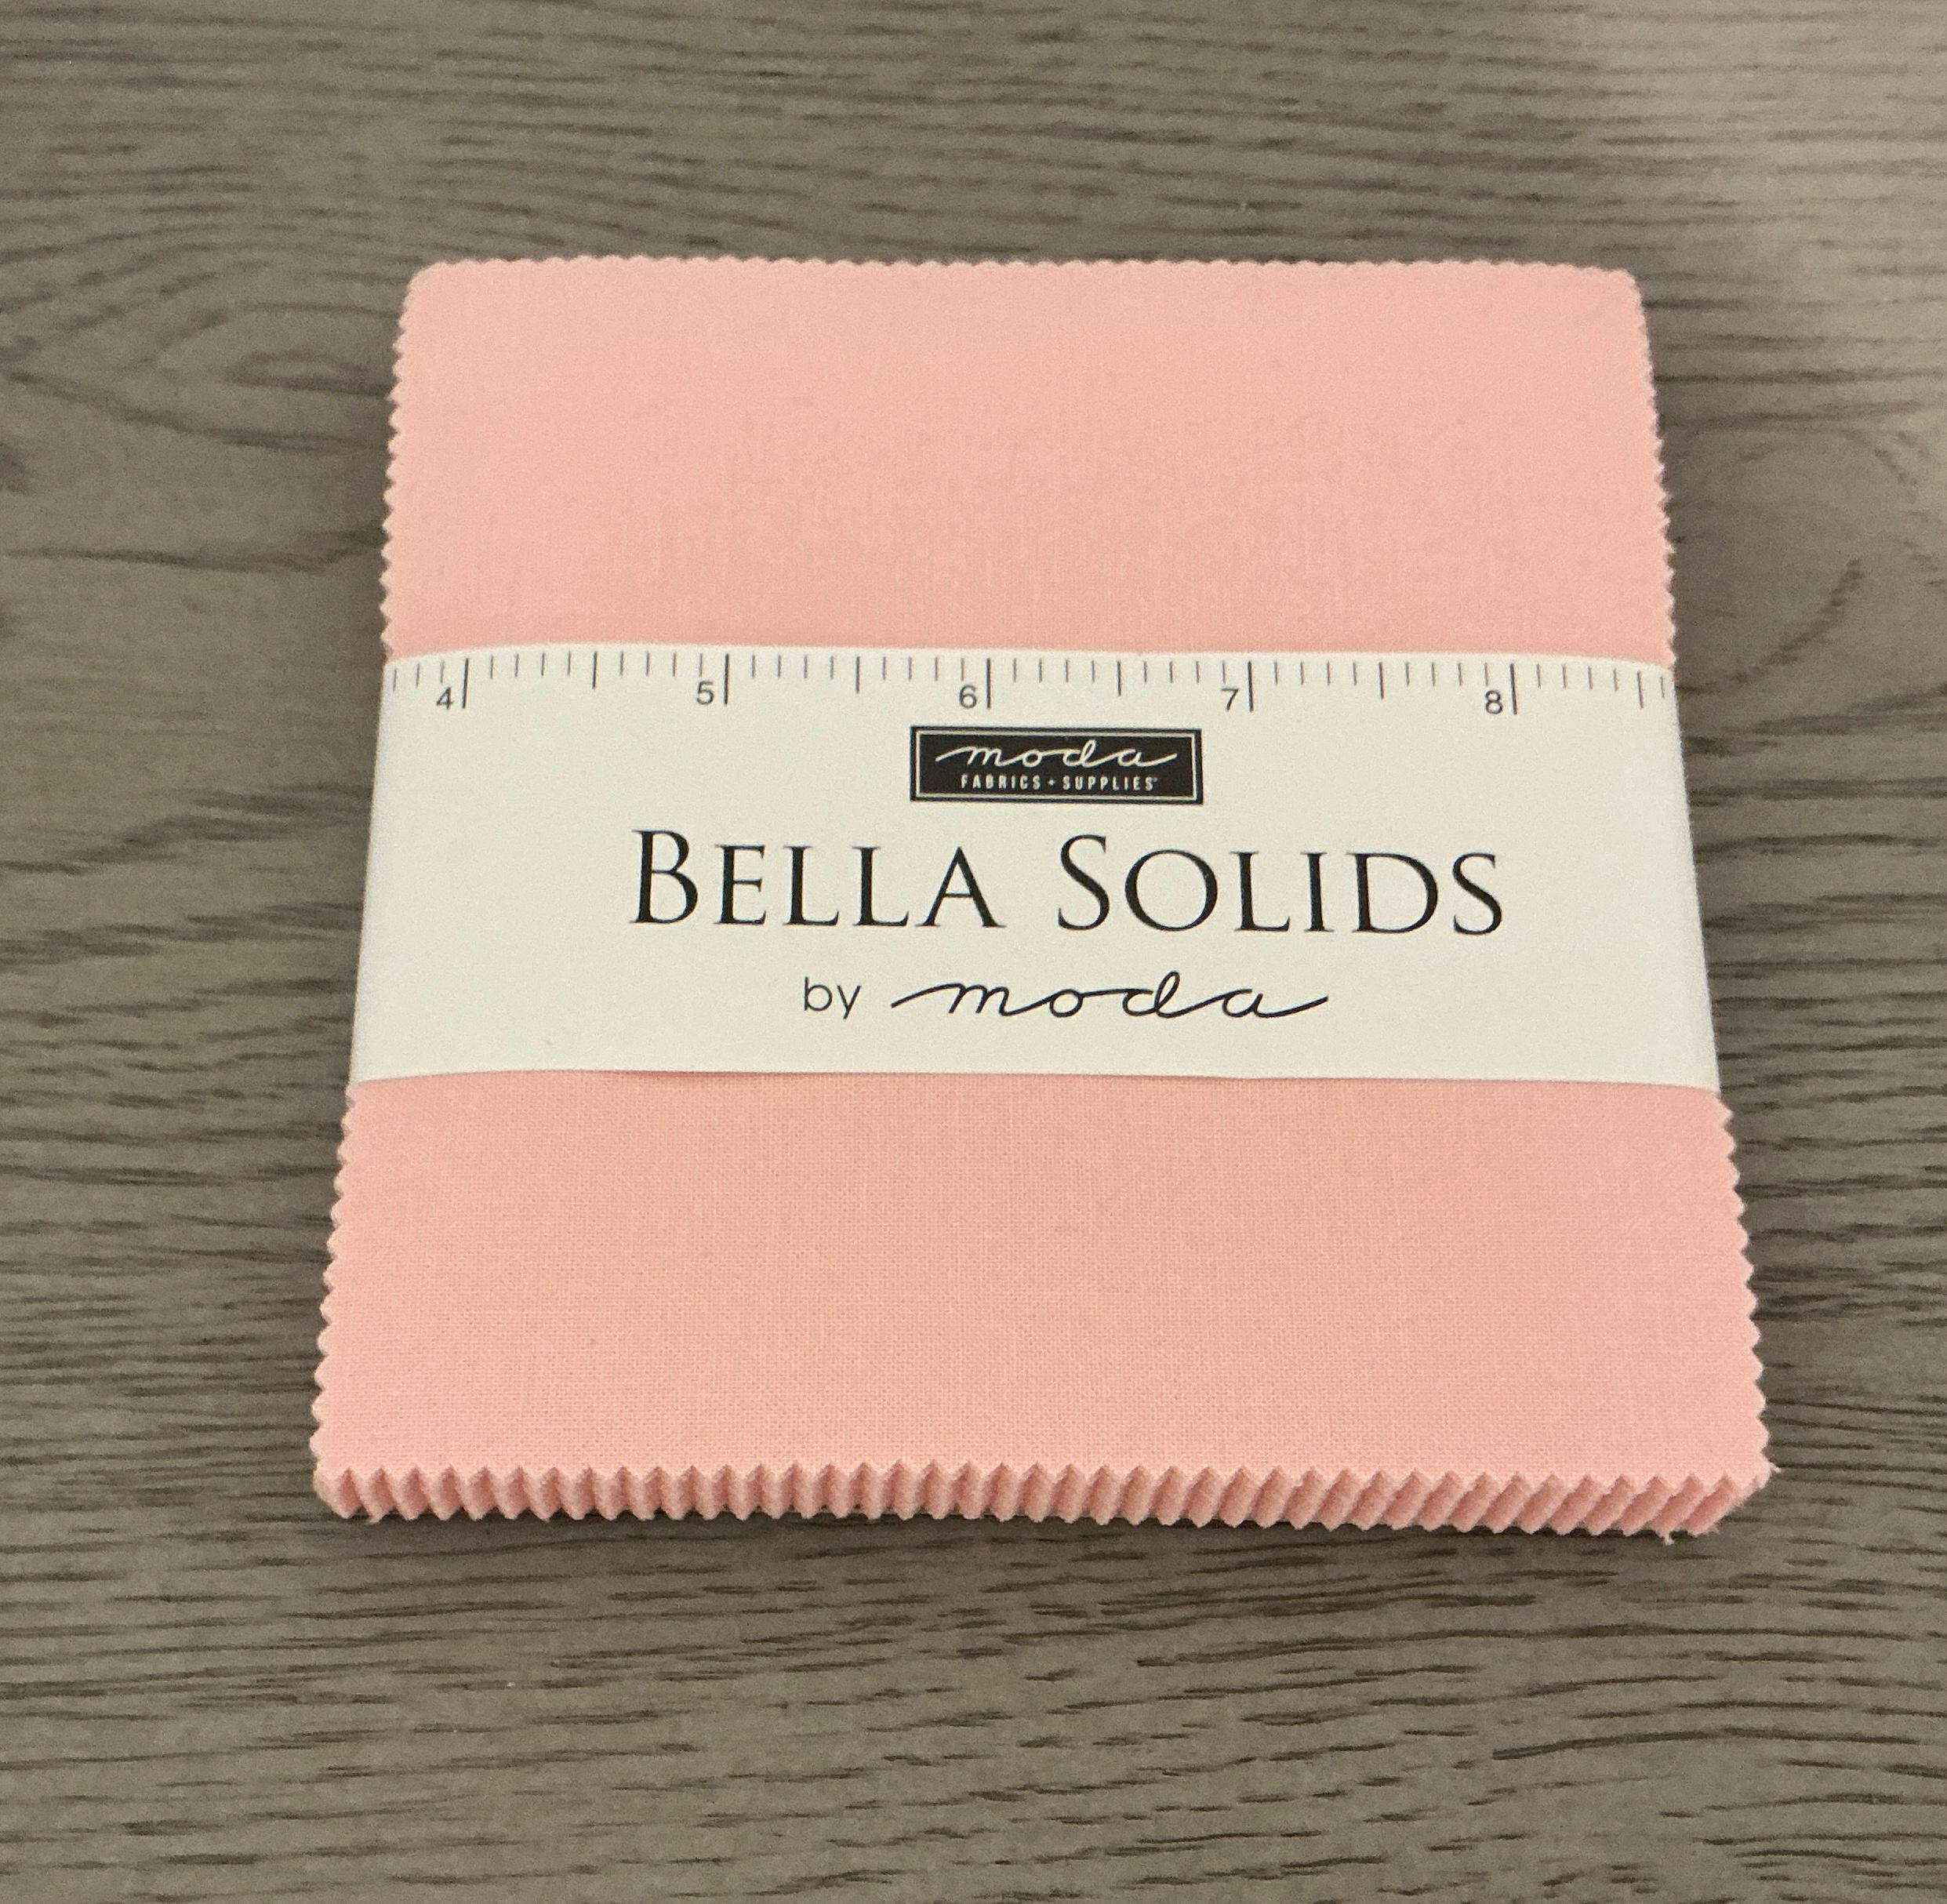 4 5 6 7 8
moda
FABRICS + SUPPLIES®
BELLA SOLIDS
by moda